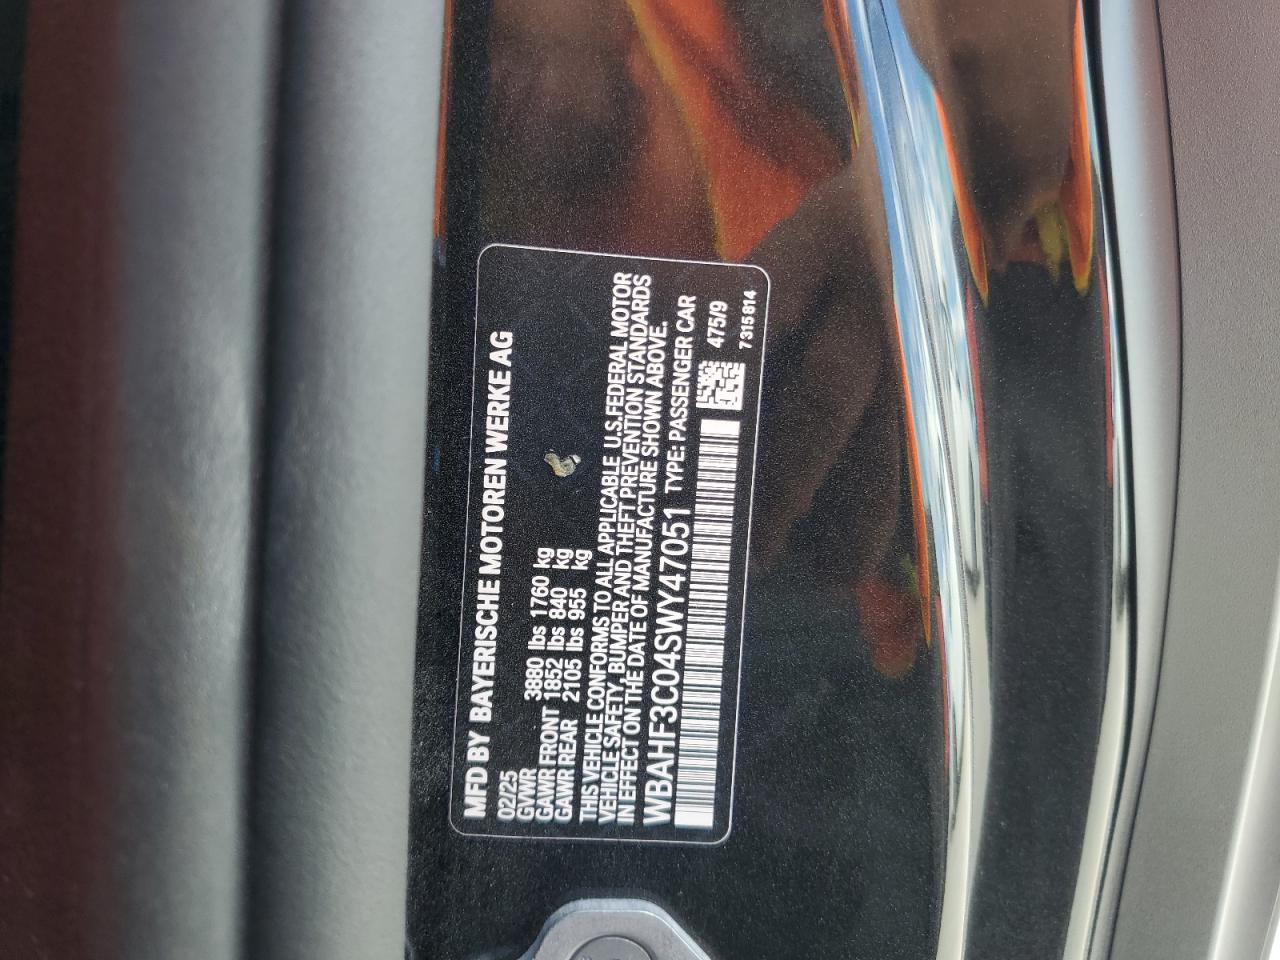 MFD BY BAYERISCHE MOTOREN WERKE AG
02/25
GVWR 3880 lbs 1760 kg
GAWR FRONT 1852 lbs 840 kg
GAWR REAR 2105 lbs 955 kg
THIS VEHICLE CONFORMS TO ALL APPLICABLE U.S.FEDERAL MOTOR
VEHICLE SAFETY, BUMPER AND THEFT PREVENTION STANDARDS
IN EFFECT ON THE DATE OF MANUFACTURE SHOWN ABOVE.
WBAHF3C04SWY47051 TYPE: PASSENGER CAR
475/9
7315814